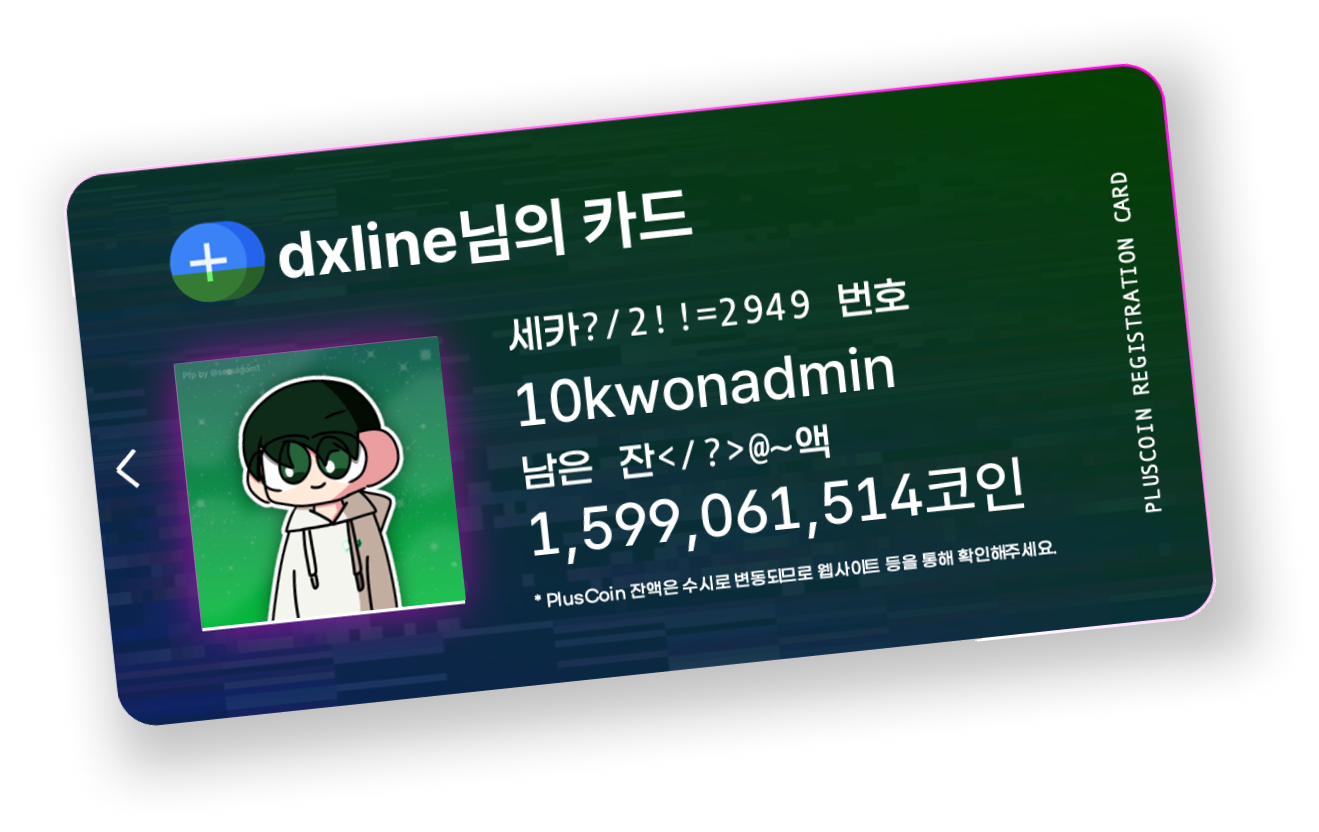 dxline님의 카드
Pfp by @seouldom1
세카?/2!!=2949 번호
10kwonadmin
남은 잔</?>@~액
1,599,061,514코인
* PlusCoin 잔액은 수시로 변동되므로 웹사이트 등을 통해 확인해주세요.
PLUSCOIN REGISTRATION CARD